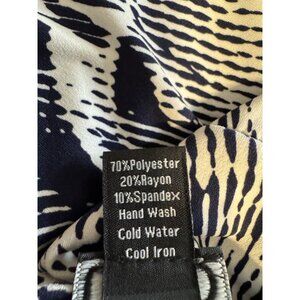 70%Polyester
20%Rayon
10%Spandex
Hand Wash
Cold Water
Cool Iron